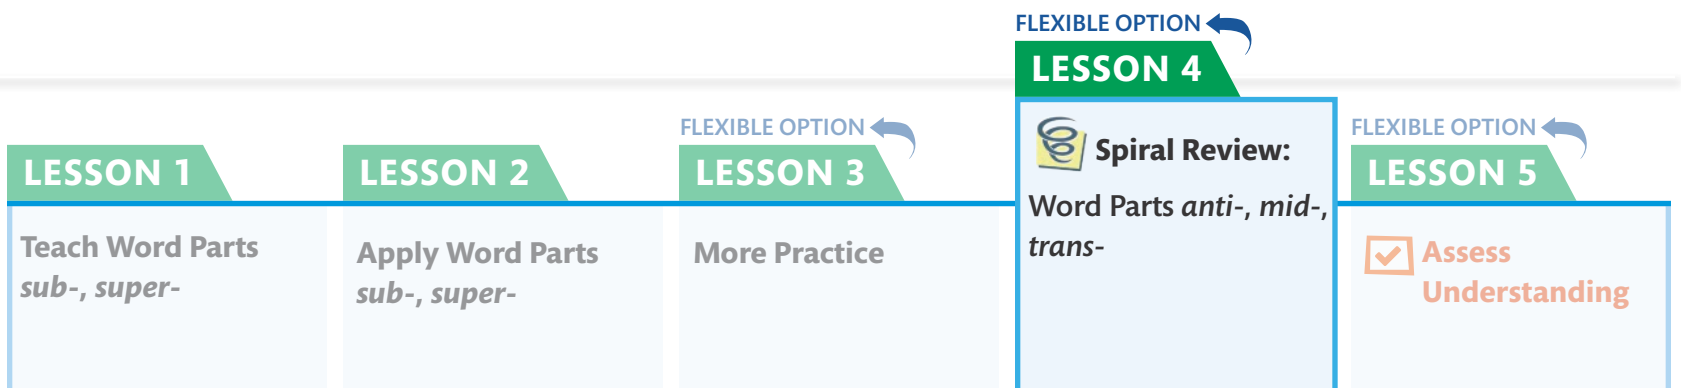 LESSON 1
Teach Word Parts
sub-, super-
LESSON 2
Apply Word Parts
sub-, super-
FLEXIBLE OPTION
LESSON 3
More Practice
FLEXIBLE OPTION
LESSON 4
Spiral Review:
Word Parts anti-, mid-,
trans-
FLEXIBLE OPTION
LESSON 5
Assess
Understanding